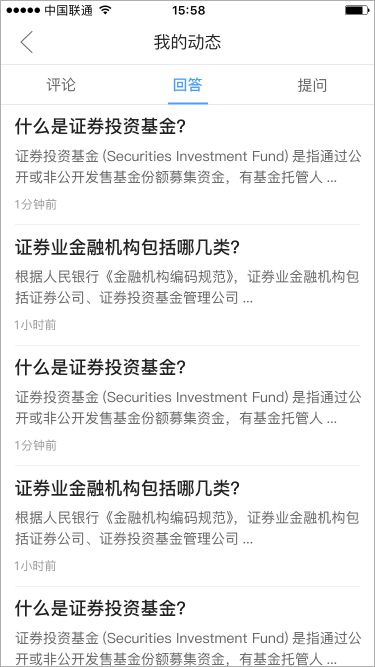 中国联通 15:58
我的动态
评论 回答 提问
什么是证券投资基金？
证券投资基金 (Securities Investment Fund) 是指通过公
开或非公开发售基金份额募集资金，有基金托管人 ...
1分钟前
证券业金融机构包括哪几类？
根据人民银行《金融机构编码规范》，证券业金融机构包
括证券公司、证券投资基金管理公司 ...
1小时前
什么是证券投资基金？
证券投资基金 (Securities Investment Fund) 是指通过公
开或非公开发售基金份额募集资金，有基金托管人 ...
1分钟前
证券业金融机构包括哪几类？
根据人民银行《金融机构编码规范》，证券业金融机构包
括证券公司、证券投资基金管理公司 ...
1小时前
什么是证券投资基金？
证券投资基金 (Securities Investment Fund) 是指通过公
开或非公开发售基金份额募集资金，有基金托管人 ...